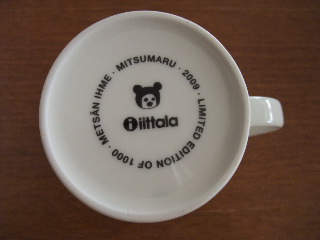 METSÄN IHME · MITSUMARU · 2009 · LIMITED EDITION OF 1000 ·
iittala